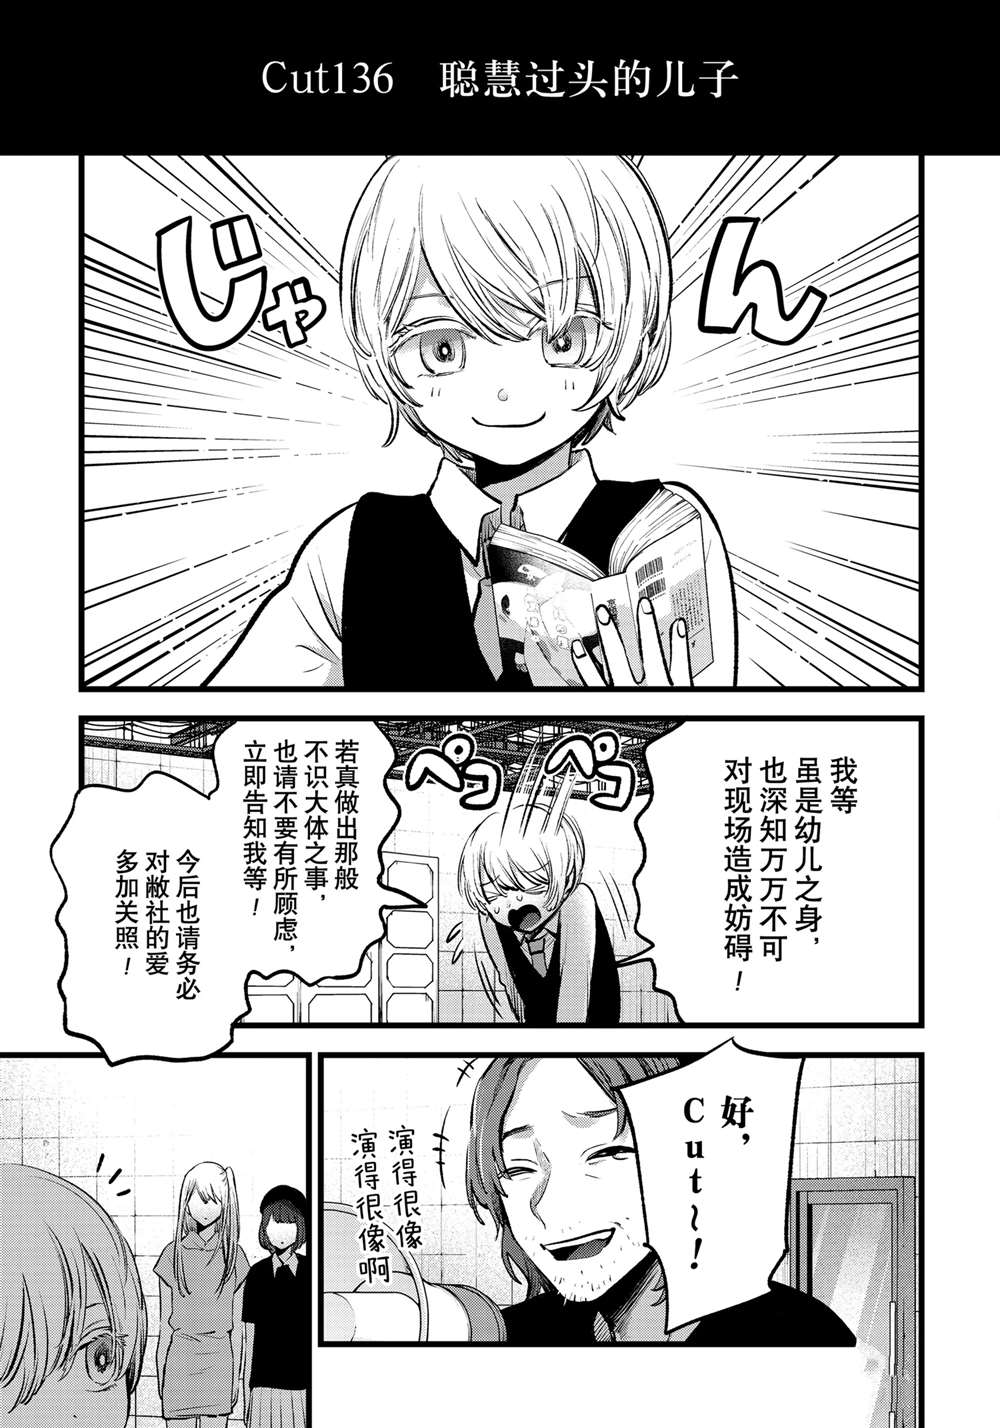 Cut136 聪慧过头的儿子
じゃん
我等
虽是幼儿之身，
也深知万万不可
对现场造成妨碍！
ペコ
ペコ
若真做出那般
不识大体之事，
也请不要有所顾虑，
立即告知我等！
今后也请务必
对敝社的爱
多加关照！
好，
Cut~！
演得很像
演得很像啊